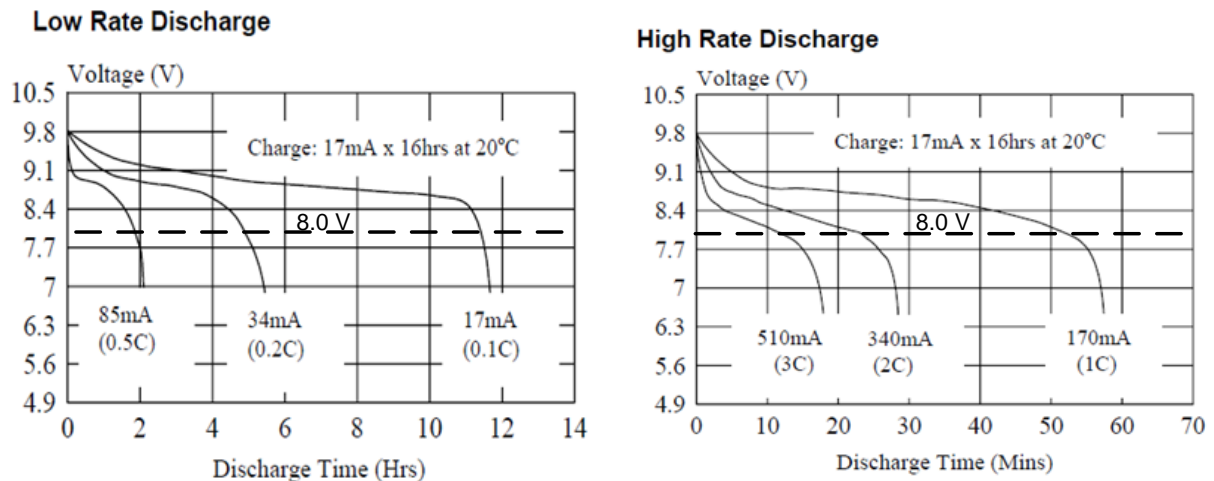 Low Rate Discharge
Voltage (V)
10.5
9.8
Charge: 17mA x 16hrs at 20°C
9.1
8.4
8.0 V
7.7
7
85mA
(0.5C)
34mA
(0.2C)
17mA
(0.1C)
6.3
5.6
4.9
0 2 4 6 8 10 12 14
Discharge Time (Hrs)
High Rate Discharge
Voltage (V)
10.5
9.8
Charge: 17mA x 16hrs at 20°C
9.1
8.4
8.0 V
7.7
7
510mA
(3C)
340mA
(2C)
170mA
(1C)
6.3
5.6
4.9
0 10 20 30 40 50 60 70
Discharge Time (Mins)